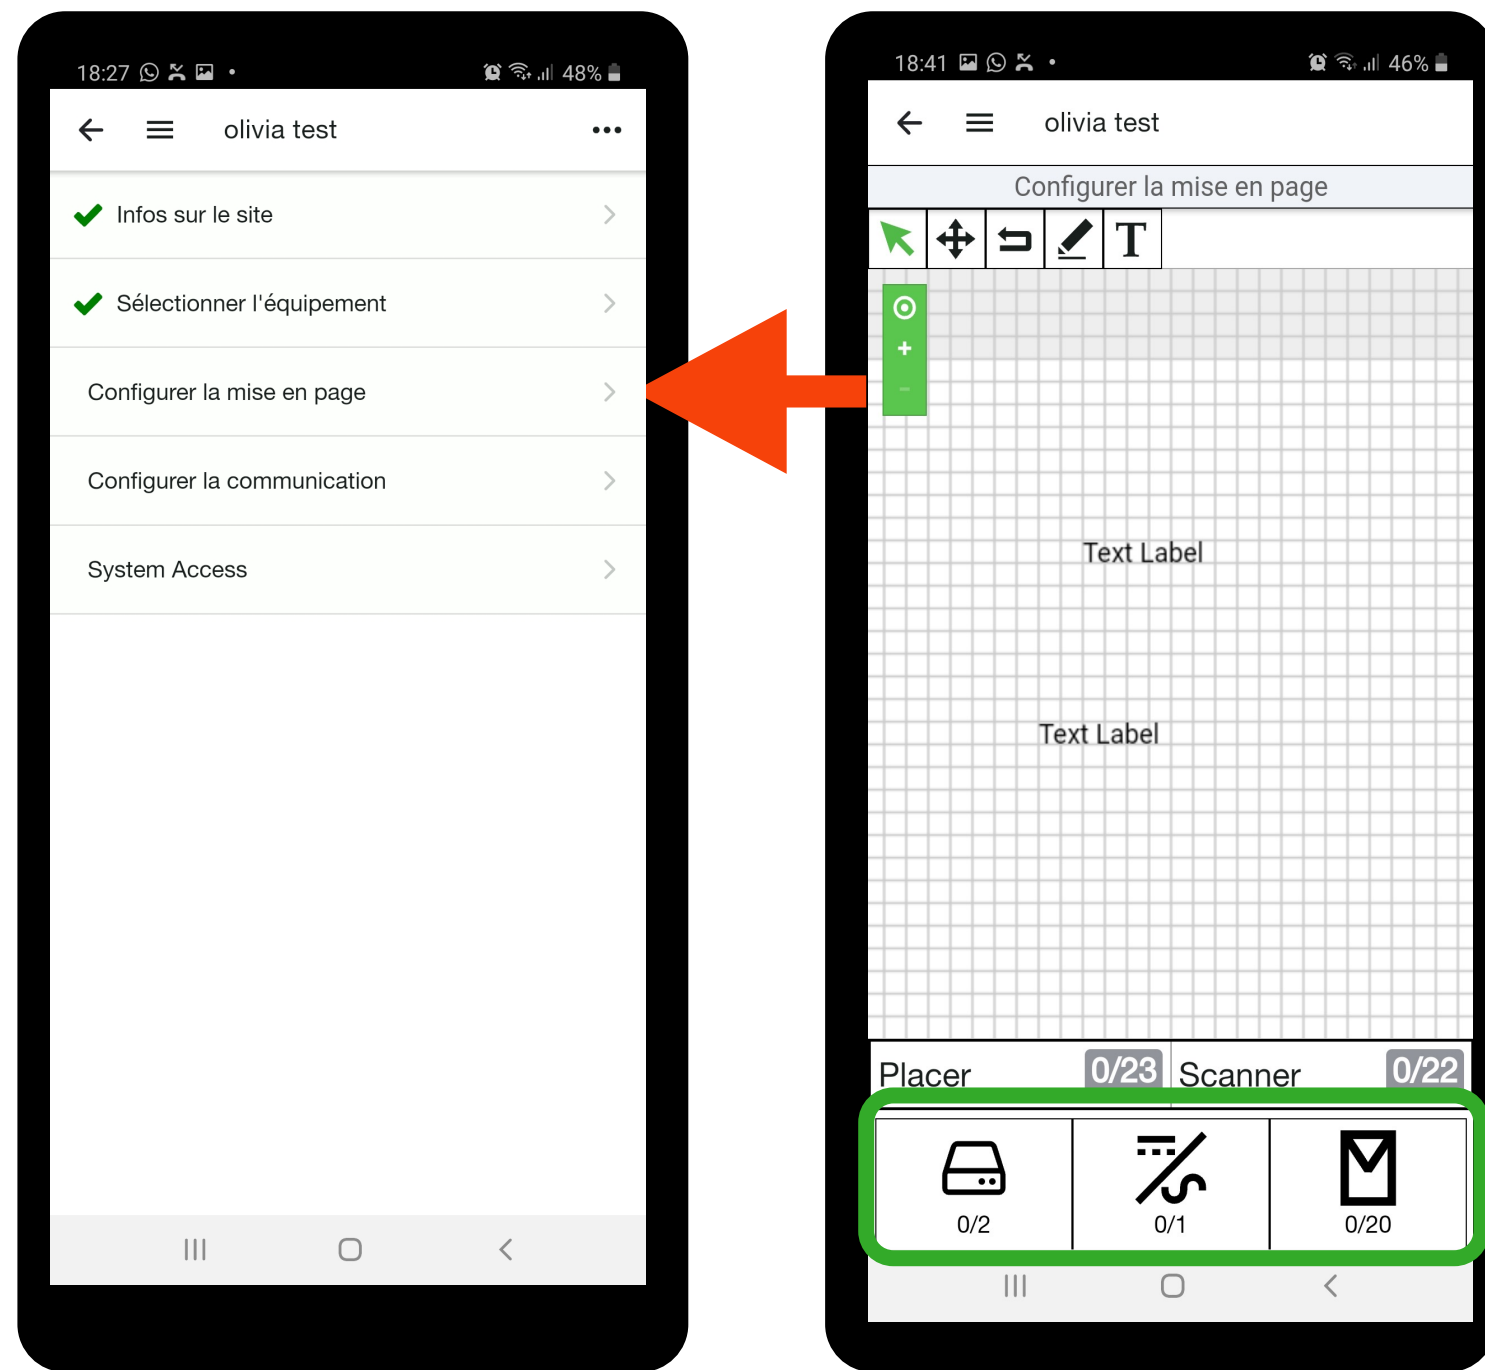 18:27
48%
olivia test
Infos sur le site
Sélectionner l'équipement
Configurer la mise en page
Configurer la communication
System Access
18:41
46%
olivia test
Configurer la mise en page
T
Text Label
Text Label
Placer 0/23 Scanner 0/22
0/2 0/1 0/20